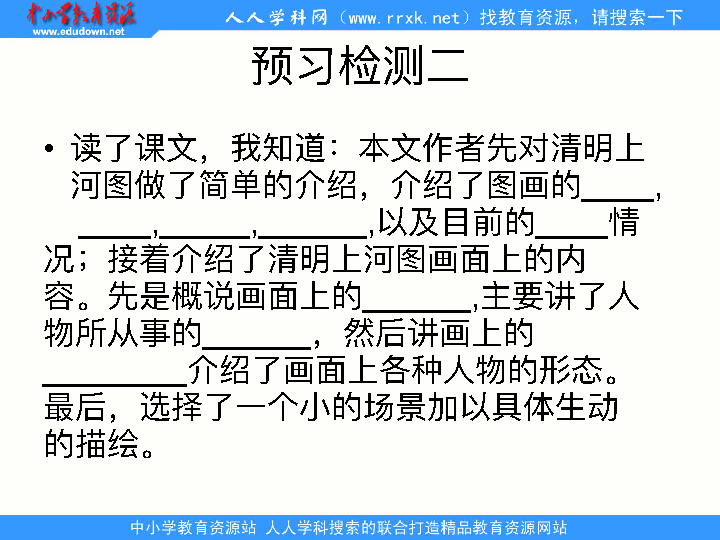 中小学教育资源
www.edudown.net
人人学科网（www.rrxk.net）找教育资源，请搜索一下
预习检测二
• 读了课文，我知道：本文作者先对清明上
河图做了简单的介绍，介绍了图画的____,
____,_____,______,以及目前的____情
况；接着介绍了清明上河图画面上的内
容。先是概说画面上的______,主要讲了人
物所从事的______，然后讲画上的
________介绍了画面上各种人物的形态。
最后，选择了一个小的场景加以具体生动
的描绘。
中小学教育资源站 人人学科搜索的联合打造精品教育资源网站